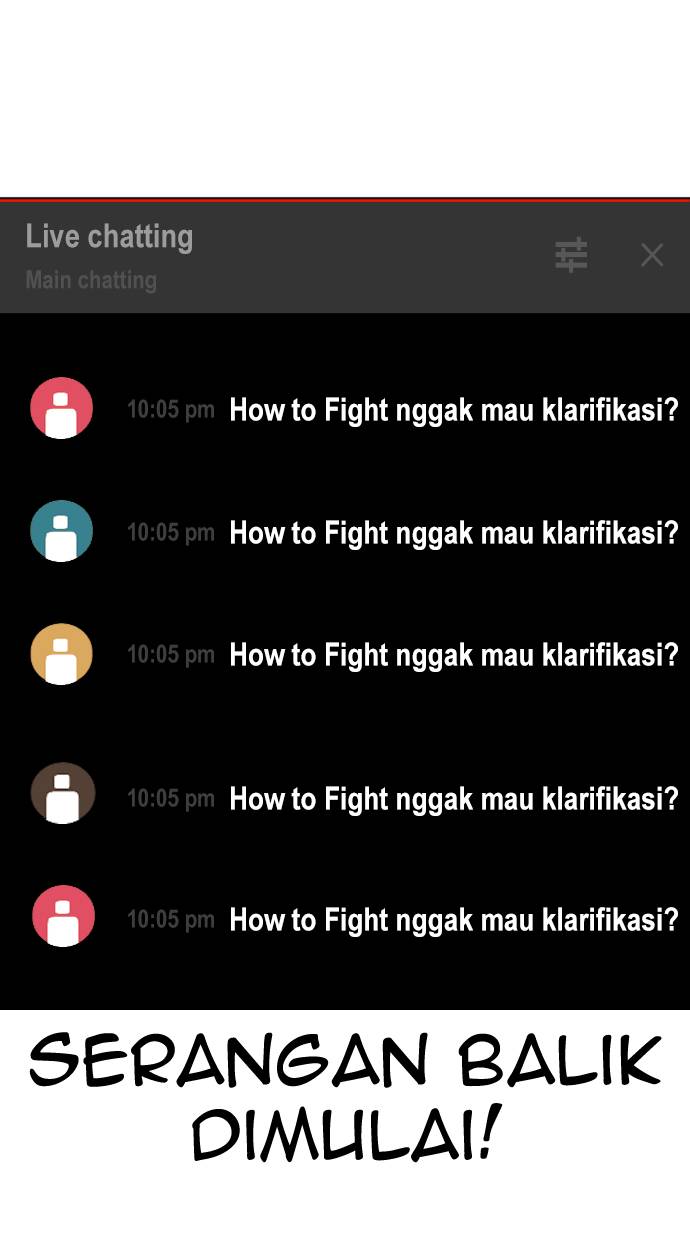 Live chatting
Main chatting
10:05 pm How to Fight nggak mau klarifikasi?
10:05 pm How to Fight nggak mau klarifikasi?
10:05 pm How to Fight nggak mau klarifikasi?
10:05 pm How to Fight nggak mau klarifikasi?
10:05 pm How to Fight nggak mau klarifikasi?
SERANGAN BALIK
DIMULAI!